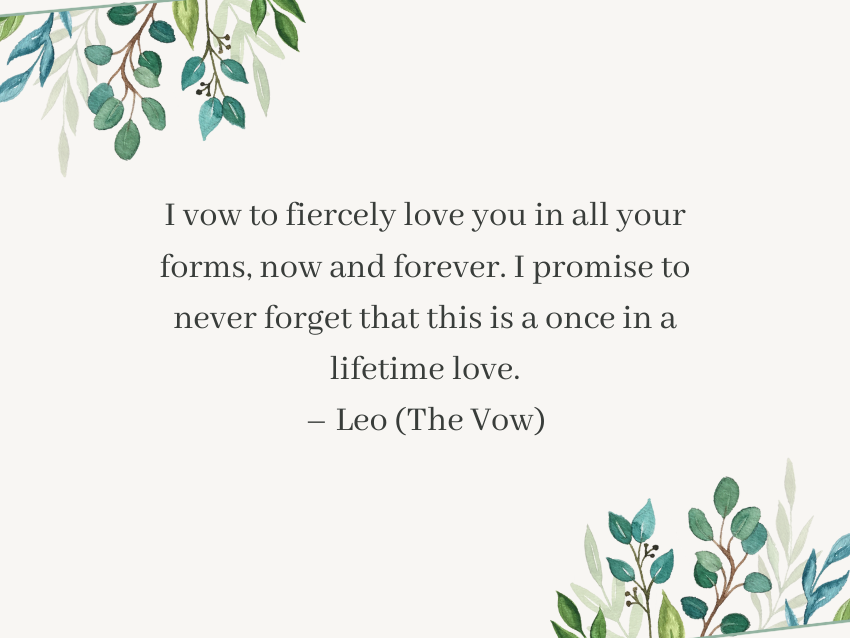 I vow to fiercely love you in all your
forms, now and forever. I promise to
never forget that this is a once in a
lifetime love.
– Leo (The Vow)